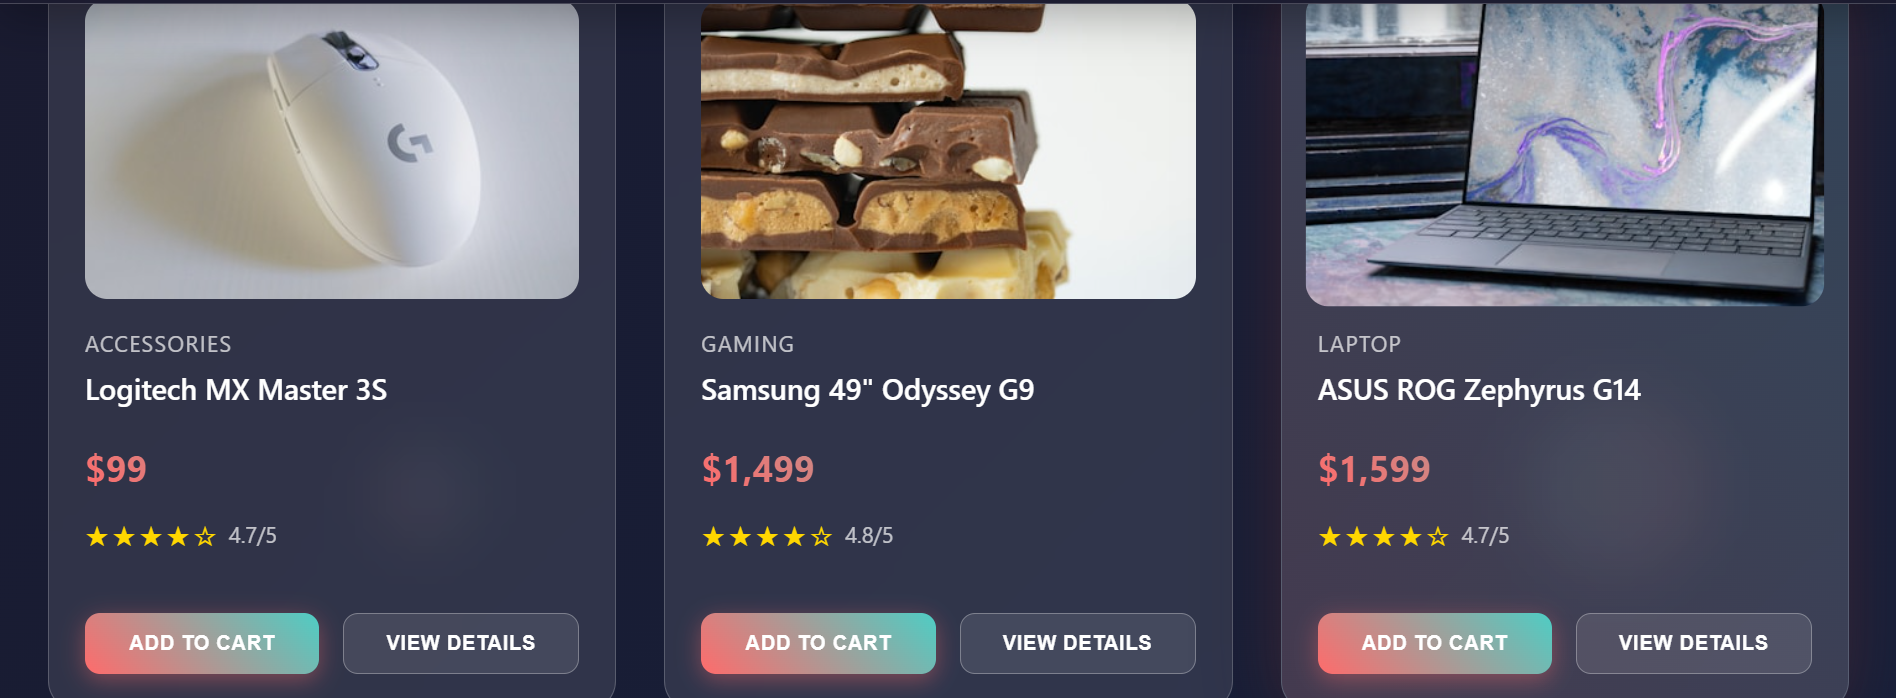 ACCESSORIES
Logitech MX Master 3S
$99
★★★★☆ 4.7/5
ADD TO CART
VIEW DETAILS
GAMING
Samsung 49" Odyssey G9
$1,499
★★★★☆ 4.8/5
ADD TO CART
VIEW DETAILS
LAPTOP
ASUS ROG Zephyrus G14
$1,599
★★★★☆ 4.7/5
ADD TO CART
VIEW DETAILS